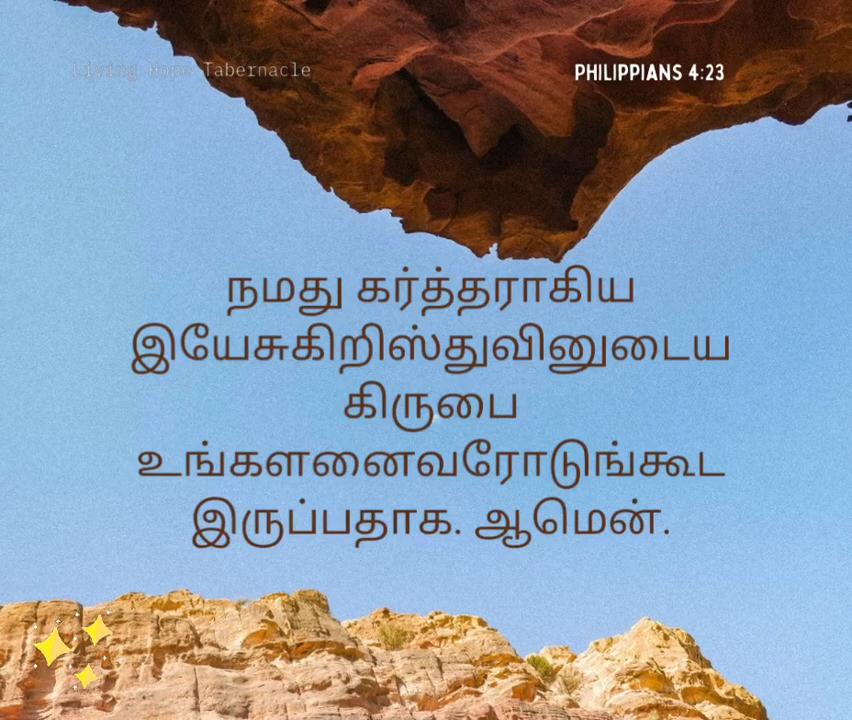 Living Hope Tabernacle
PHILIPPIANS 4:23
நமது கர்த்தராகிய
இயேசுகிறிஸ்துவினுடைய
கிருபை
உங்களனைவரோடுங்கூட
இருப்பதாக. ஆமென்.